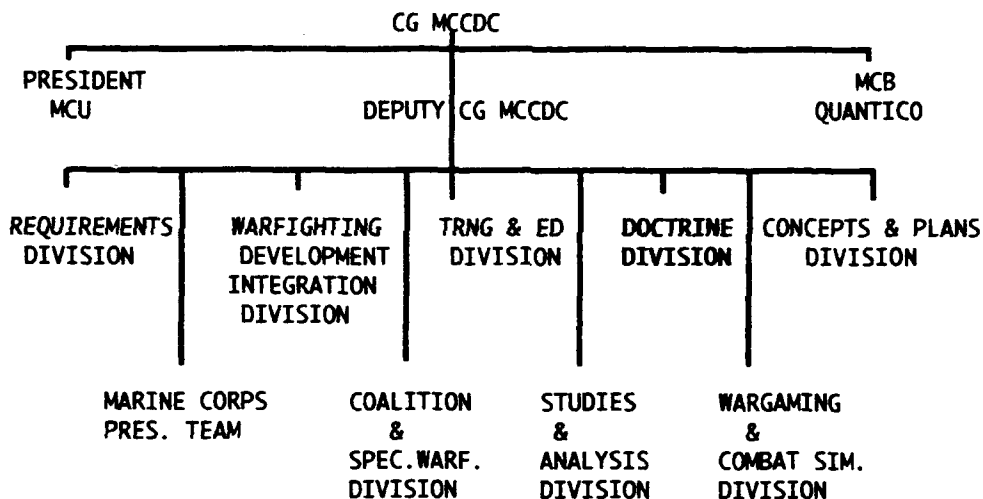 CG MCCDC
PRESIDENT
MCU
DEPUTY CG MCCDC
MCB
QUANTICO
REQUIREMENTS
DIVISION
WARFIGHTING
DEVELOPMENT
INTEGRATION
DIVISION
TRNG & ED
DIVISION
DOCTRINE
DIVISION
CONCEPTS & PLANS
DIVISION
MARINE CORPS
PRES. TEAM
COALITION
&
SPEC.WARF.
DIVISION
STUDIES
&
ANALYSIS
DIVISION
WARGAMING
&
COMBAT SIM.
DIVISION